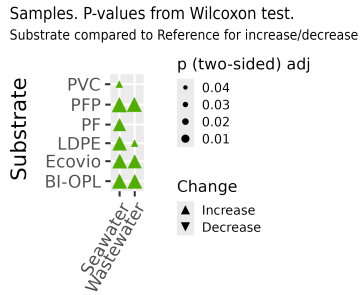 Samples. P-values from Wilcoxon test.
Substrate compared to Reference for increase/decrease
Substrate
PVC
PFP
PF
LDPE
Ecovio
BI-OPL
Seawater
Wastewater
p (two-sided) adj
0.04
0.03
0.02
0.01
Change
Increase
Decrease